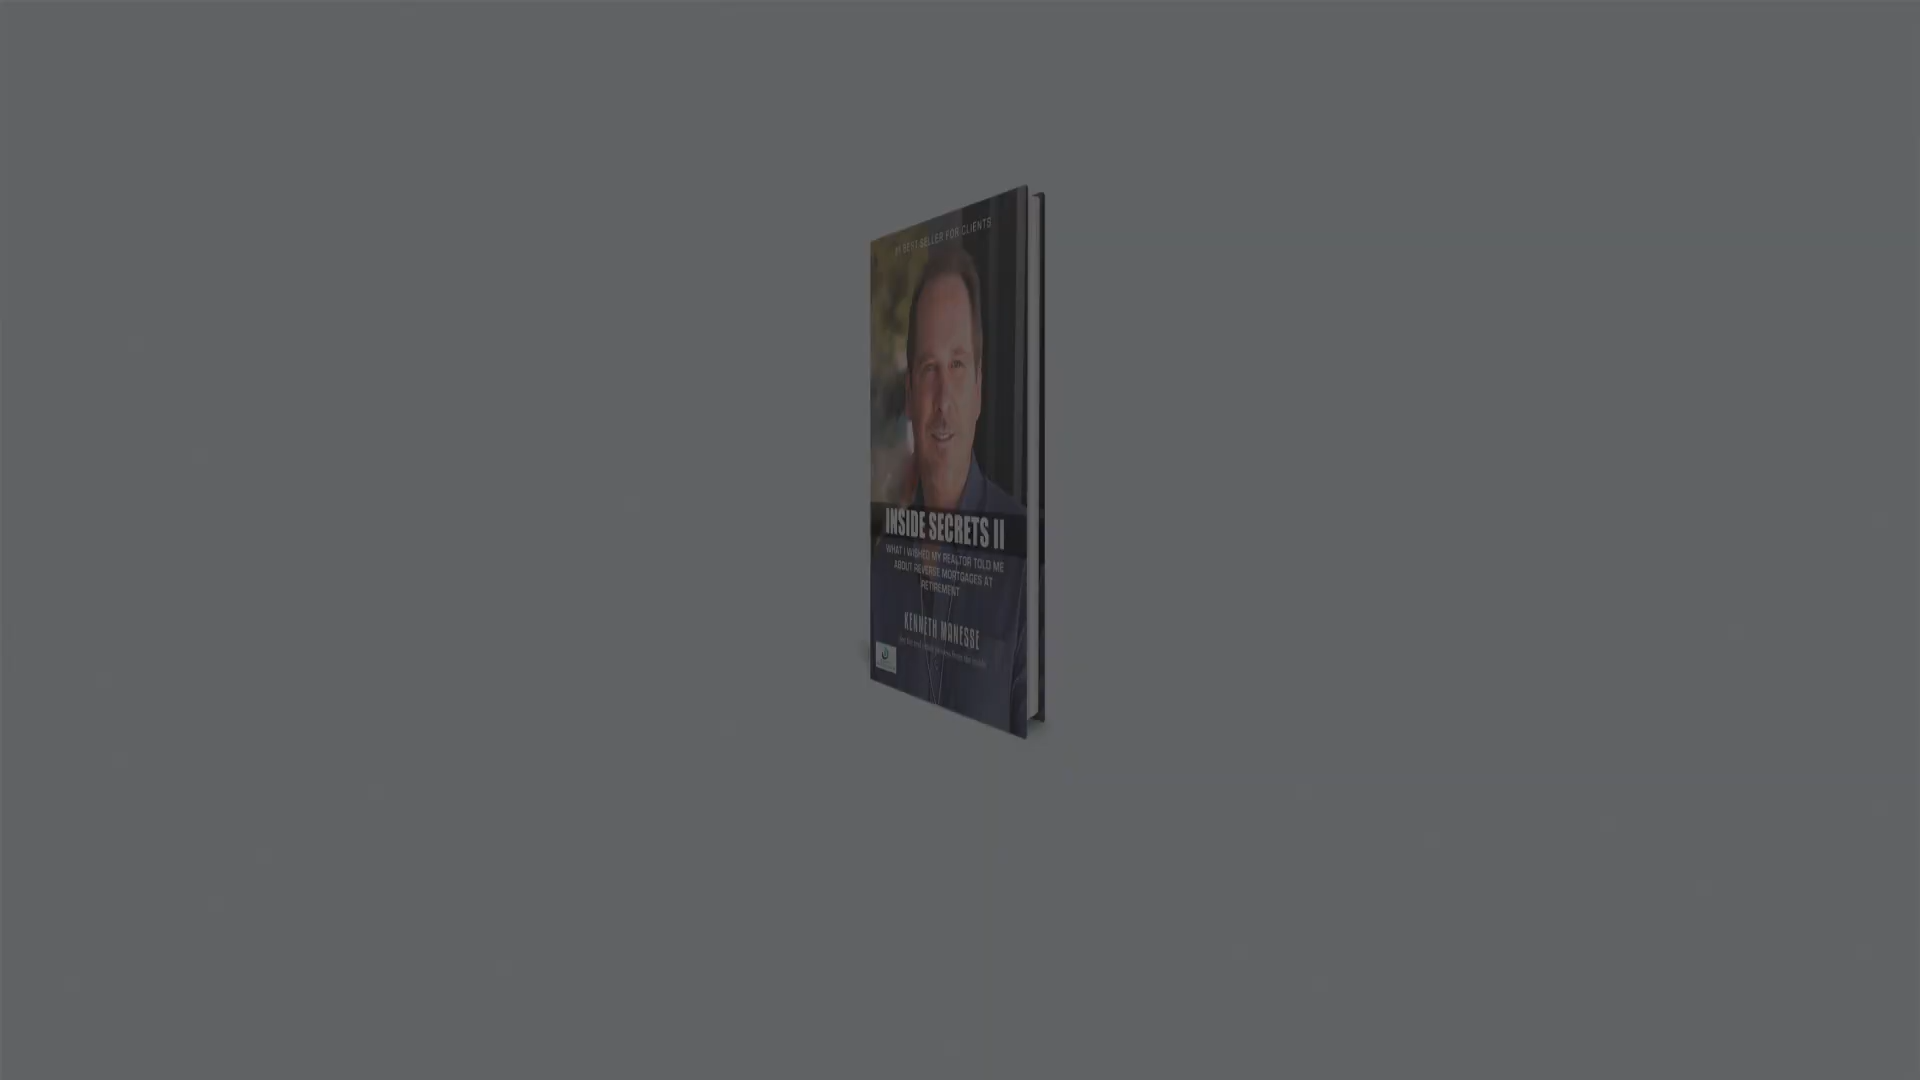 #1 BEST SELLER FOR CLIENTS
INSIDE SECRETS II
WHAT I WISHED MY REALTOR TOLD ME
ABOUT REVERSE MORTGAGES AT
RETIREMENT
KENNETH MANESSE